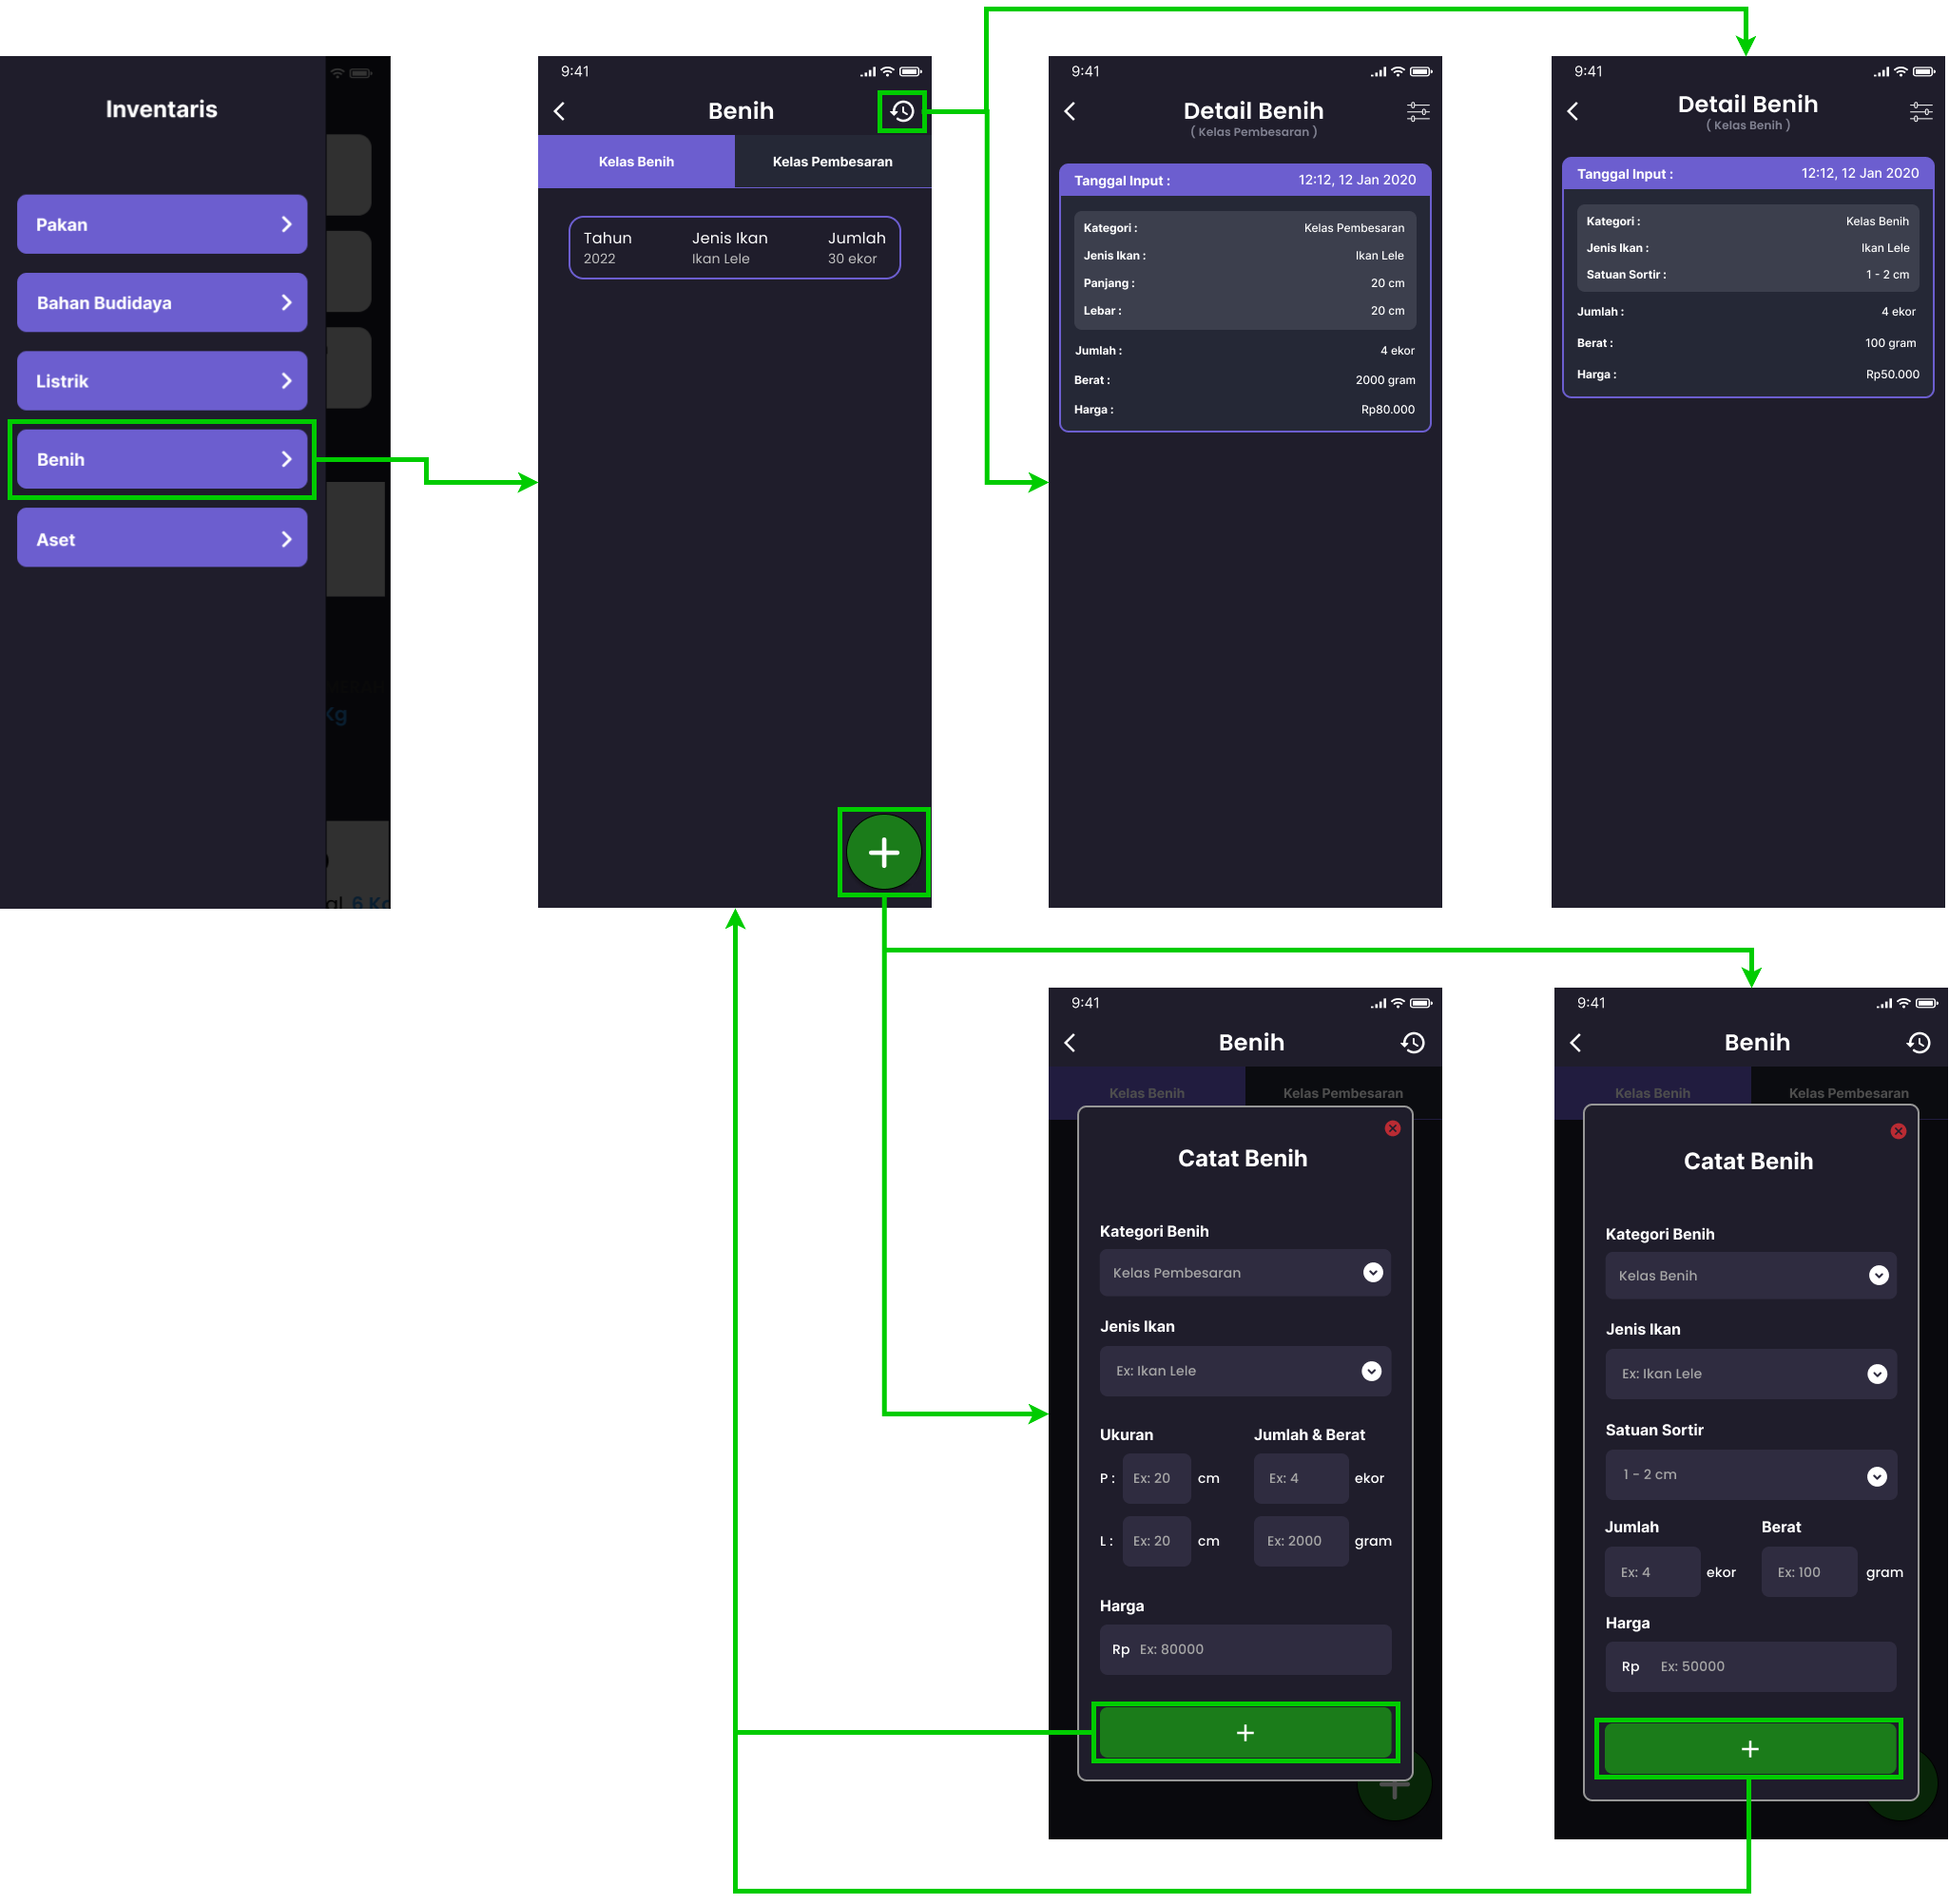 Inventaris
Pakan
Bahan Budidaya
Listrik
Benih
Aset
Kg
al 6 Kg
9:41
Benih
Kelas Benih Kelas Pembesaran
Tahun Jenis Ikan Jumlah
2022 Ikan Lele 30 ekor
9:41
Detail Benih
( Kelas Pembesaran )
Tanggal Input : 12:12, 12 Jan 2020
Kategori : Kelas Pembesaran
Jenis Ikan : Ikan Lele
Panjang : 20 cm
Lebar : 20 cm
Jumlah : 4 ekor
Berat : 2000 gram
Harga : Rp80.000
9:41
Detail Benih
( Kelas Benih )
Tanggal Input : 12:12, 12 Jan 2020
Kategori : Kelas Benih
Jenis Ikan : Ikan Lele
Satuan Sortir : 1 - 2 cm
Jumlah : 4 ekor
Berat : 100 gram
Harga : Rp50.000
9:41
Benih
Kelas Benih Kelas Pembesaran
Catat Benih
Kategori Benih
Kelas Pembesaran
Jenis Ikan
Ex: Ikan Lele
Ukuran Jumlah & Berat
P : Ex: 20 cm Ex: 4 ekor
L : Ex: 20 cm Ex: 2000 gram
Harga
Rp Ex: 80000
+
9:41
Benih
Kelas Benih Kelas Pembesaran
Catat Benih
Kategori Benih
Kelas Benih
Jenis Ikan
Ex: Ikan Lele
Satuan Sortir
1 - 2 cm
Jumlah Berat
Ex: 4 ekor Ex: 100 gram
Harga
Rp Ex: 50000
+